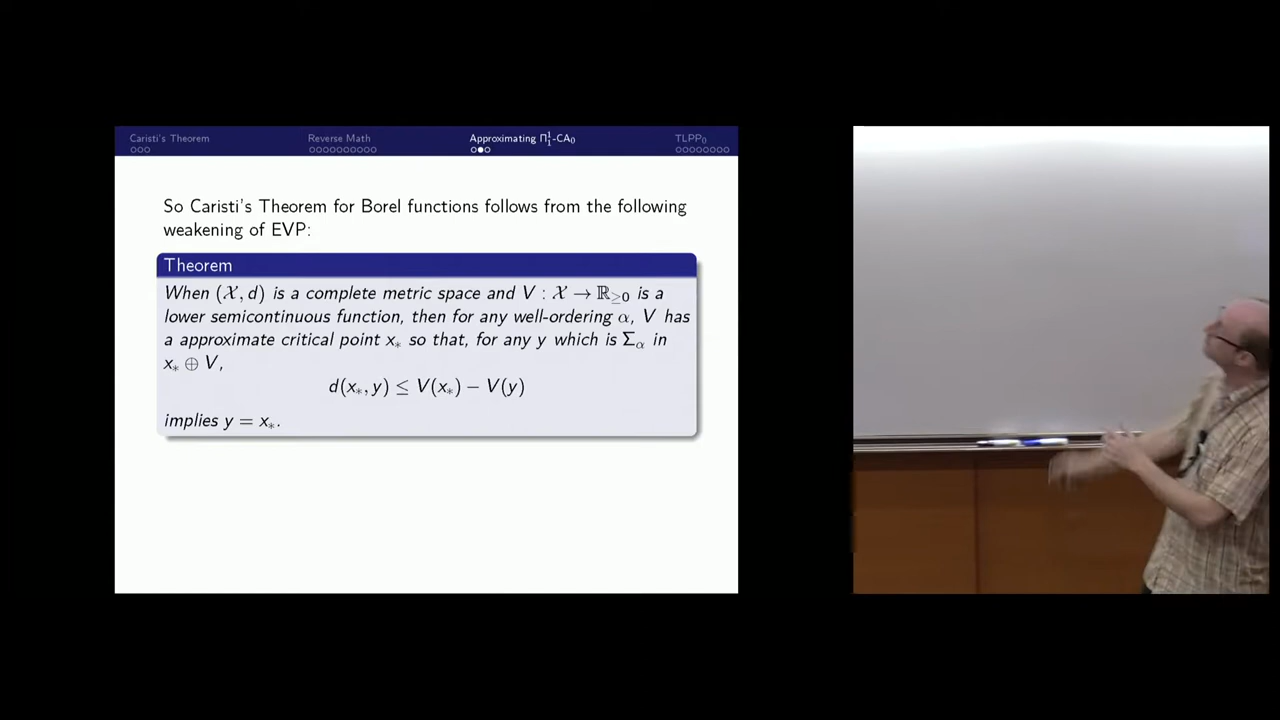 Caristi's Theorem Reverse Math Approximating Π¹₁-CA₀ TLPP₀
So Caristi's Theorem for Borel functions follows from the following
weakening of EVP:
Theorem
When (𝒳, d) is a complete metric space and V : 𝒳 → ℝ≥0 is a
lower semicontinuous function, then for any well-ordering α, V has
a approximate critical point x∗ so that, for any y which is Σα in
x∗ ⊕ V,
d(x∗, y) ≤ V(x∗) − V(y)
implies y = x∗.